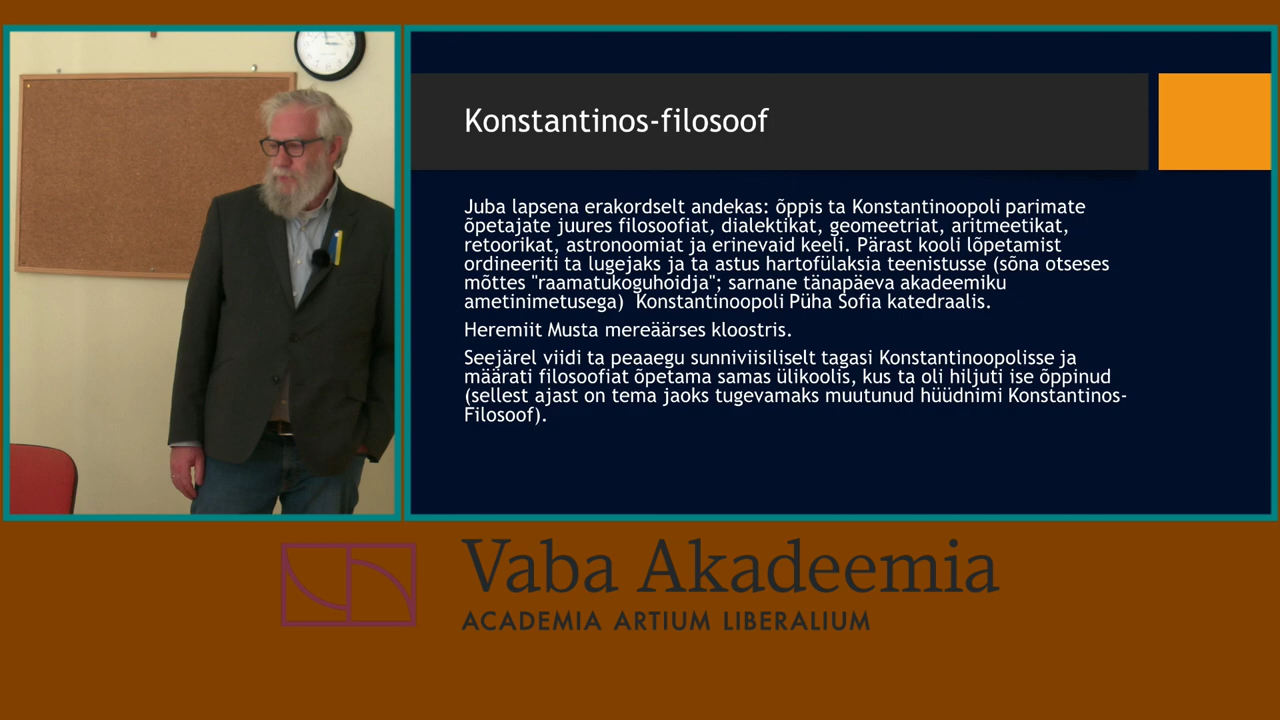 Konstantinos-filosoof
Juba lapsena erakordselt andekas: õppis ta Konstantinoopoli parimate
õpetajate juures filosoofiat, dialektikat, geomeetriat, aritmeetikat,
retoorikat, astronoomiat ja erinevaid keeli. Pärast kooli lõpetamist
ordineeriti ta lugejaks ja ta astus hartofülaksia teenistusse (sõna otseses
mõttes "raamatukoguhoidja"; sarnane tänapäeva akadeemiku
ametinimetusega)  Konstantinoopoli Püha Sofia katedraalis.
Heremiit Musta mereäärses kloostris.
Seejärel viidi ta peaaegu sunniviisiliselt tagasi Konstantinoopolisse ja
määrati filosoofiat õpetama samas ülikoolis, kus ta oli hiljuti ise õppinud
(sellest ajast on tema jaoks tugevamaks muutunud hüüdnimi Konstantinos-
Filosoof).
Vaba Akadeemia
ACADEMIA ARTIUM LIBERALIUM